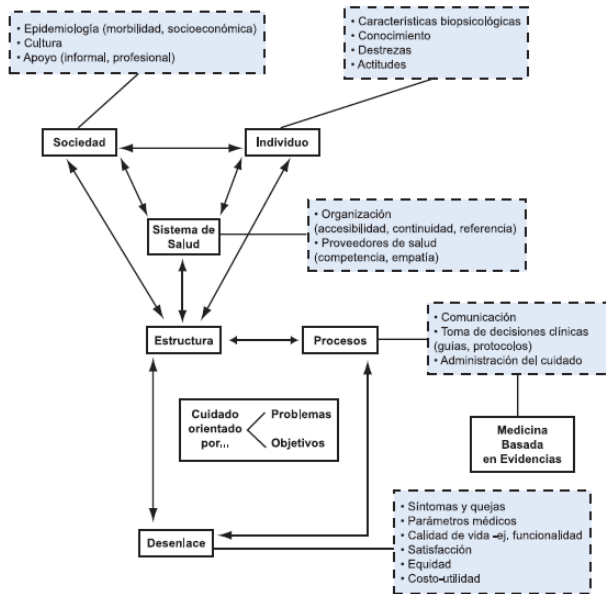 • Epidemiología (morbilidad, socioeconómica)
• Cultura
• Apoyo (informal, profesional)
• Características biopsicológicas
• Conocimiento
• Destrezas
• Actitudes
Sociedad
Individuo
Sistema de
Salud
• Organización
(accesibilidad, continuidad, referencia)
• Proveedores de salud
(competencia, empatía)
Estructura
Procesos
• Comunicación
• Toma de decisiones clínicas
(guías, protocolos)
• Administración del cuidado
Cuidado
orientado
por...
Problemas
Objetivos
Medicina
Basada
en Evidencias
Desenlace
• Síntomas y quejas
• Parámetros médicos
• Calidad de vida –ej. funcionalidad
• Satisfacción
• Equidad
• Costo-utilidad